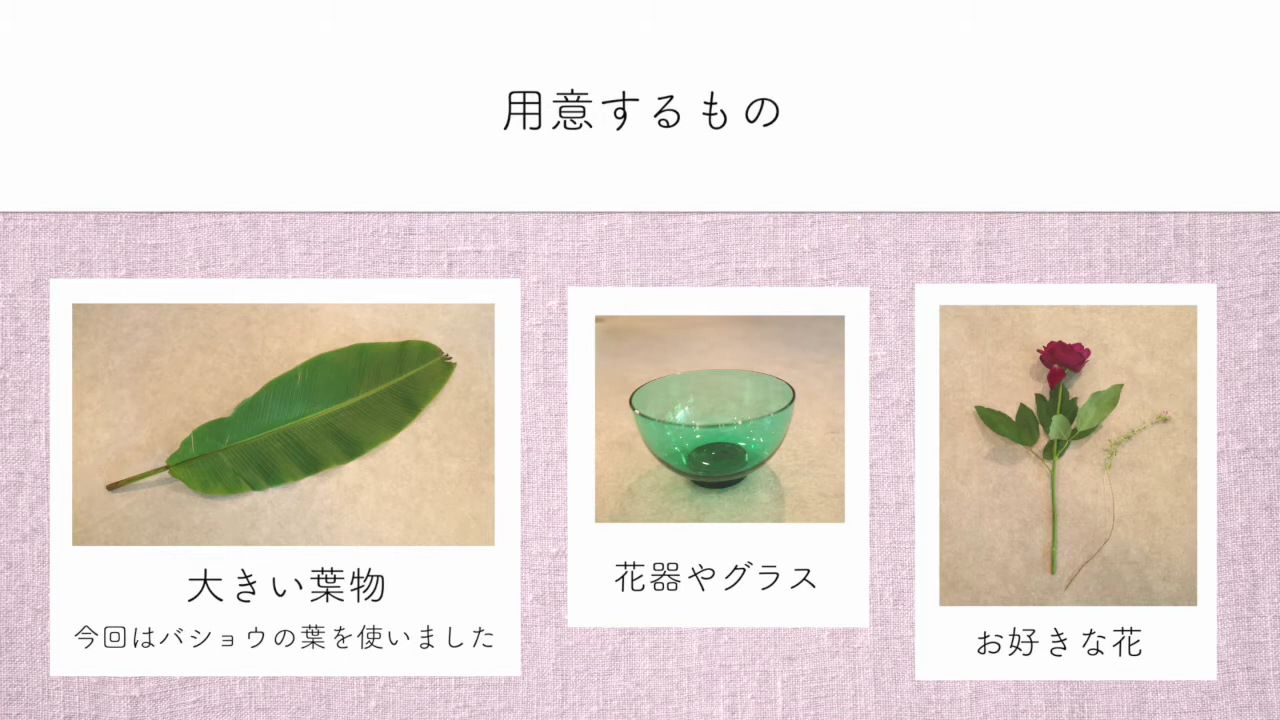 用意するもの
大きい葉物
今回はバショウの葉を使いました
花器やグラス
お好きな花